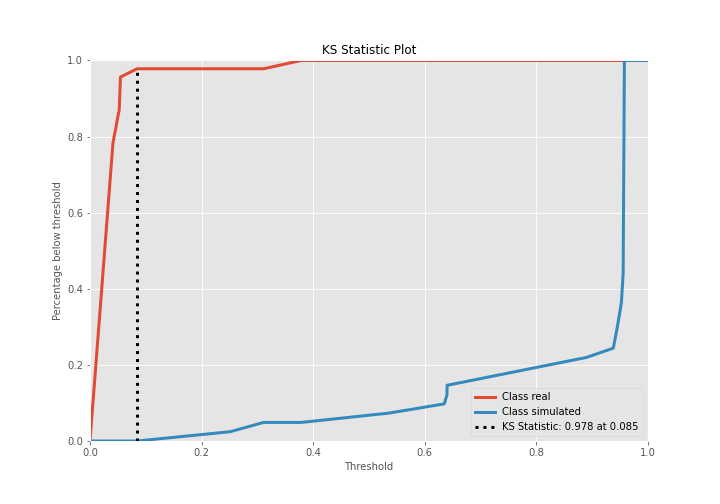 KS Statistic Plot
1.0
0.8
0.6
0.4
0.2
0.0
Percentage below threshold
Class real
Class simulated
KS Statistic: 0.978 at 0.085
0.0 0.2 0.4 0.6 0.8 1.0
Threshold